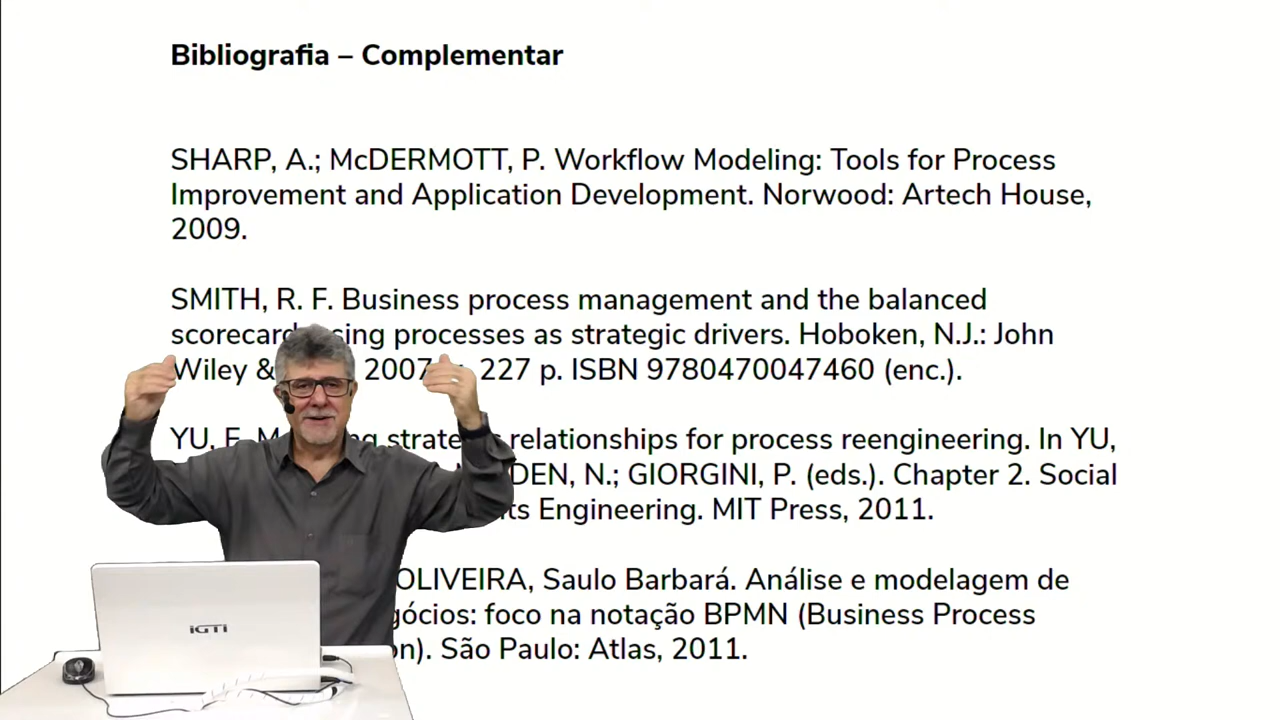 Bibliografia – Complementar
SHARP, A.; McDERMOTT, P. Workflow Modeling: Tools for Process
Improvement and Application Development. Norwood: Artech House,
2009.
SMITH, R. F. Business process management and the balanced
scorecard processes as strategic drivers. Hoboken, N.J.: John
Wiley & 2007 227 p. ISBN 9780470047460 (enc.).
YU, relationships for process reengineering. In YU,
N.; GIORGINI, P. (eds.). Chapter 2. Social
Engineering. MIT Press, 2011.
OLIVEIRA, Saulo Barbará. Análise e modelagem de
foco na notação BPMN (Business Process
São Paulo: Atlas, 2011.
iGTi